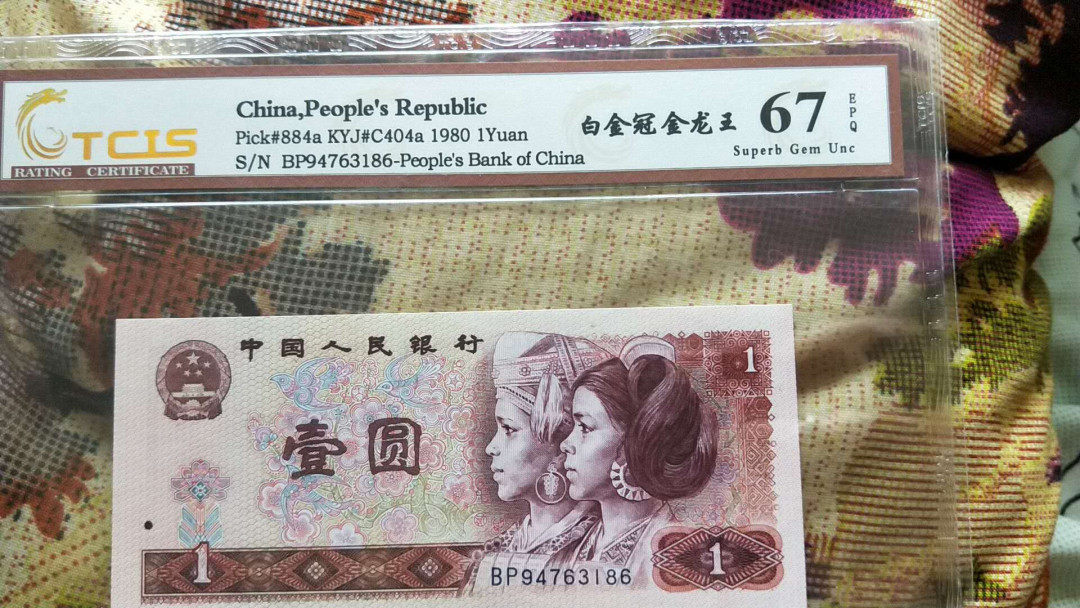 TCIS
RATING CERTIFICATE
China,People's Republic
Pick#884a KYJ#C404a 1980 1Yuan
S/N BP94763186-People's Bank of China
白金冠金龙王 67 EPQ
Superb Gem Unc
中国人民银行
1
壹圆
1
1
BP94763186